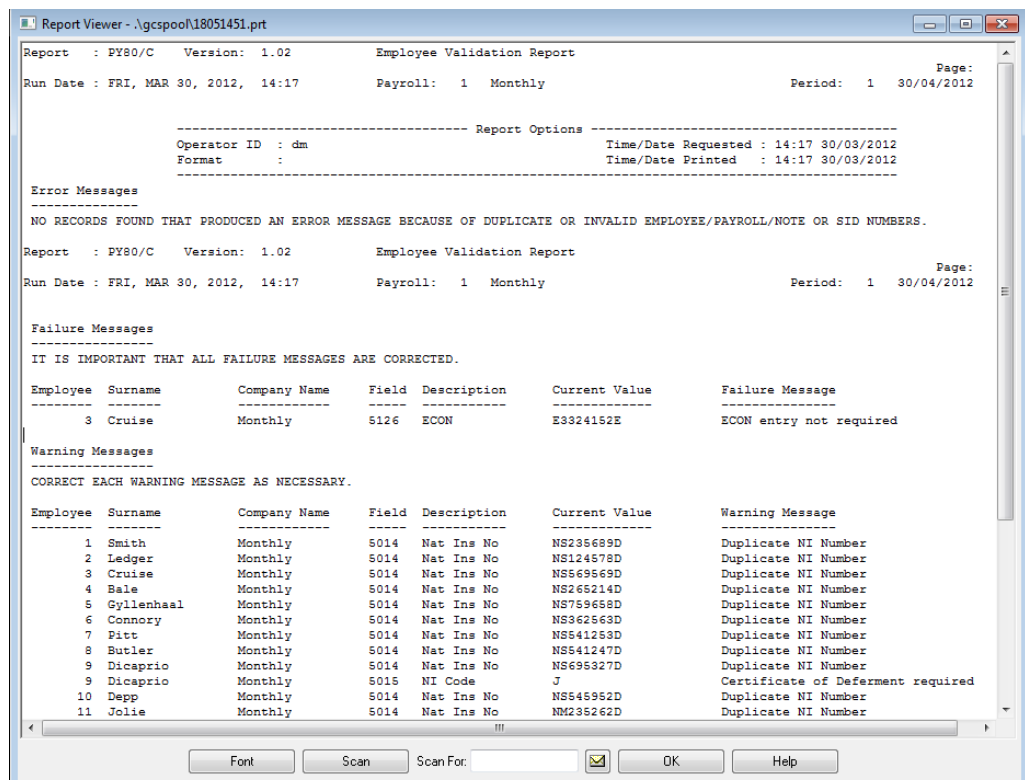 Report Viewer - .\gcspool\18051451.prt
Report : PY80/C Version: 1.02 Employee Validation Report
Page:
Run Date : FRI, MAR 30, 2012, 14:17 Payroll: 1 Monthly Period: 1 30/04/2012
------------------------------------- Report Options ---------------------------------------
Operator ID : dm Time/Date Requested : 14:17 30/03/2012
Format : Time/Date Printed : 14:17 30/03/2012
Error Messages
NO RECORDS FOUND THAT PRODUCED AN ERROR MESSAGE BECAUSE OF DUPLICATE OR INVALID EMPLOYEE/PAYROLL/NOTE OR SID NUMBERS.
Report : PY80/C Version: 1.02 Employee Validation Report
Page:
Run Date : FRI, MAR 30, 2012, 14:17 Payroll: 1 Monthly Period: 1 30/04/2012
Failure Messages
IT IS IMPORTANT THAT ALL FAILURE MESSAGES ARE CORRECTED.
Employee Surname Company Name Field Description Current Value Failure Message
3 Cruise Monthly 5126 ECON E3324152E ECON entry not required
Warning Messages
CORRECT EACH WARNING MESSAGE AS NECESSARY.
Employee Surname Company Name Field Description Current Value Warning Message
1 Smith Monthly 5014 Nat Ins No NS235689D Duplicate NI Number
2 Ledger Monthly 5014 Nat Ins No NS124578D Duplicate NI Number
3 Cruise Monthly 5014 Nat Ins No NS569569D Duplicate NI Number
4 Bale Monthly 5014 Nat Ins No NS265214D Duplicate NI Number
5 Gyllenhaal Monthly 5014 Nat Ins No NS759658D Duplicate NI Number
6 Connory Monthly 5014 Nat Ins No NS362563D Duplicate NI Number
7 Pitt Monthly 5014 Nat Ins No NS541253D Duplicate NI Number
8 Butler Monthly 5014 Nat Ins No NS541247D Duplicate NI Number
9 Dicaprio Monthly 5014 Nat Ins No NS695327D Duplicate NI Number
9 Dicaprio Monthly 5015 NI Code J Certificate of Deferment required
10 Depp Monthly 5014 Nat Ins No NS545952D Duplicate NI Number
11 Jolie Monthly 5014 Nat Ins No NM235262D Duplicate NI Number
Font Scan Scan For: OK Help